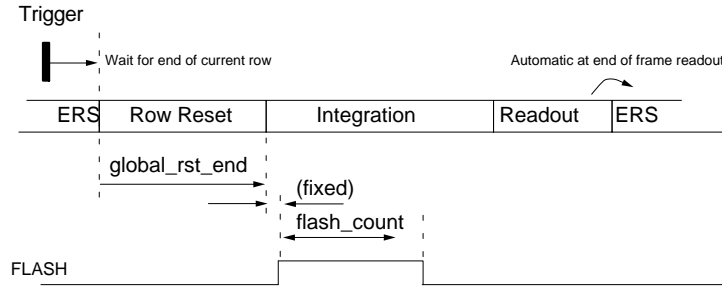 Trigger
Wait for end of current row
Automatic at end of frame readout
ERS Row Reset Integration Readout ERS
global_rst_end
(fixed)
flash_count
FLASH